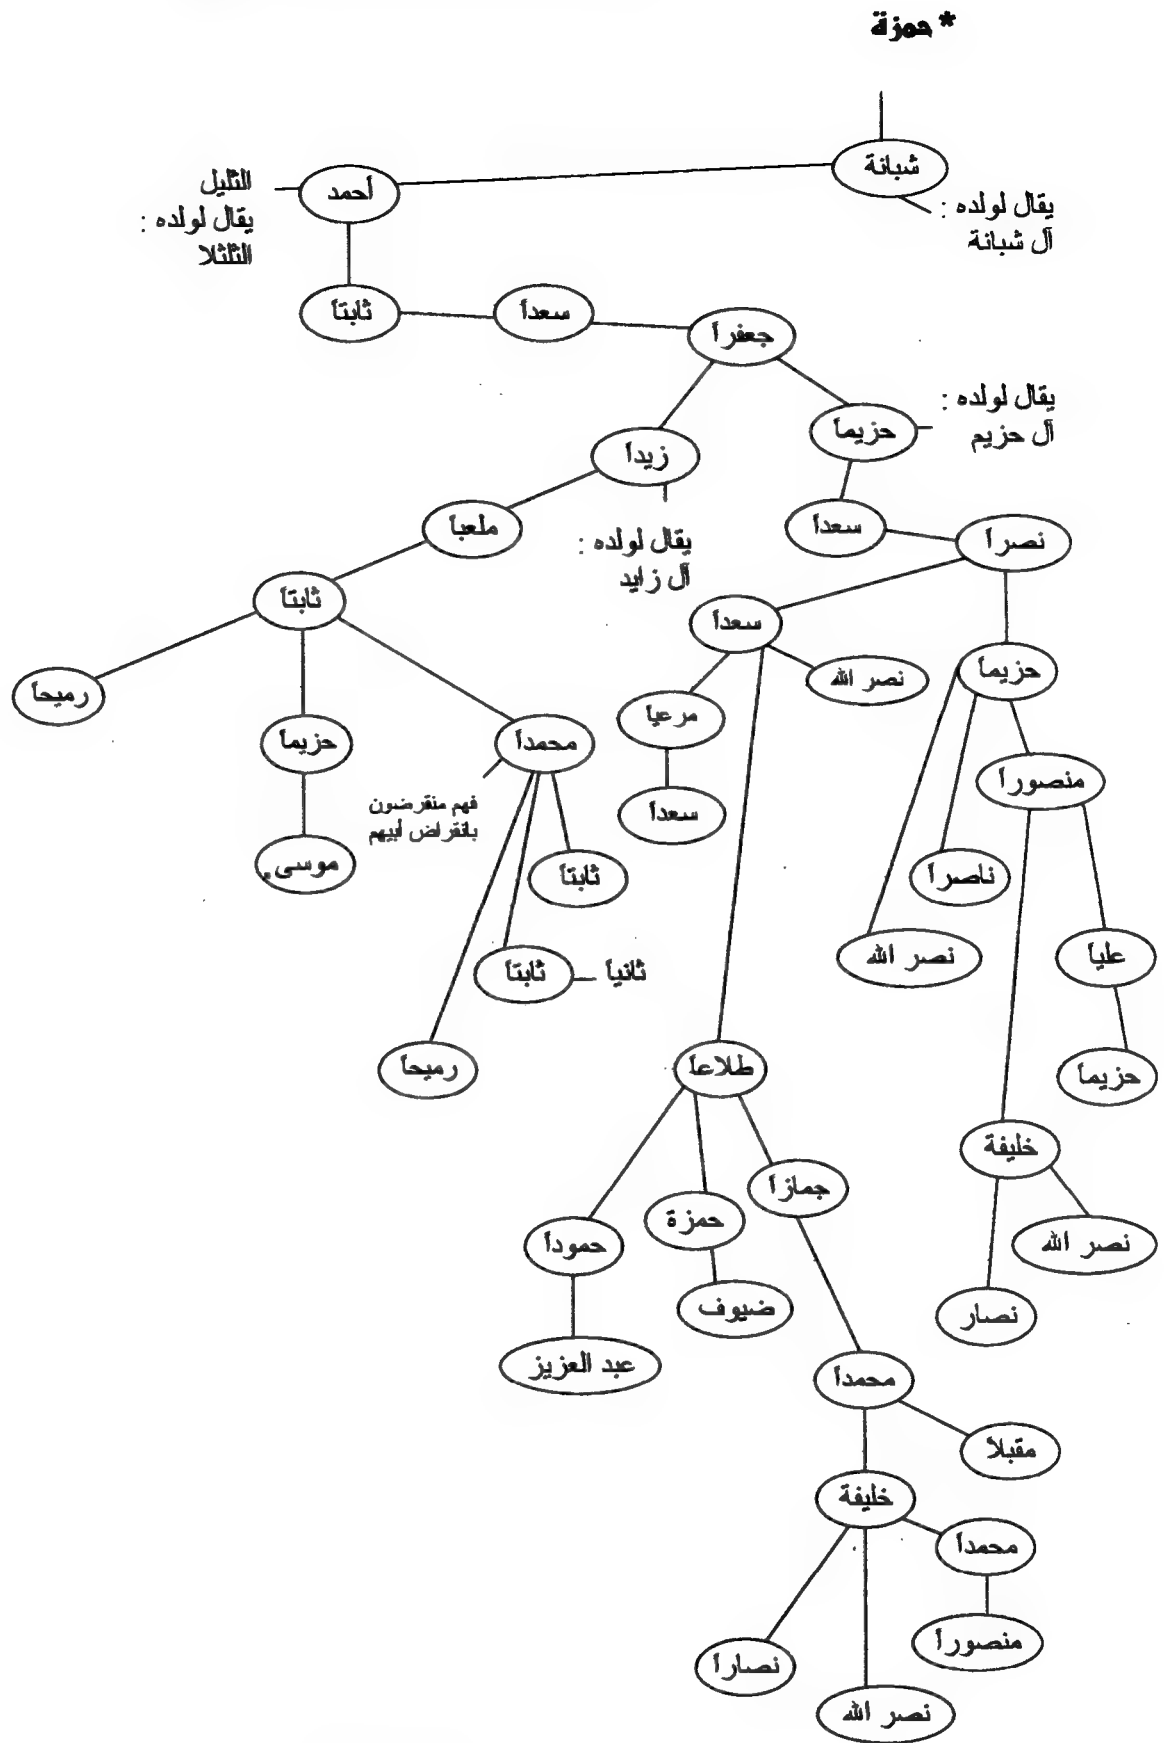 * حمزة
شبانة
يقال لولده :
آل شبانة
أحمد
الثليل
يقال لولده :
الثلثلا
ثابتاً
سعداً
جعفراً
حزيماً
يقال لولده :
آل حزيم
زيداً
يقال لولده :
آل زايد
ملعباً
سعداً
نصراً
ثابتاً
سعداً
حزيماً
نصر الله
رميحاً
مرعياً
حزيماً
محمداً
فهم منقرضون
بانقراض أبيهم
منصوراً
سعداً
موسى
ثابتاً
ناصراً
نصر الله
علياً
ثابتاً
ثانياً
رميحاً
طلاعاً
حزيماً
خليفة
جمازاً
حمزة
حموداً
نصر الله
ضيوف
نصار
عبد العزيز
محمداً
مقبلاً
خليفة
محمداً
منصوراً
نصاراً
نصر الله